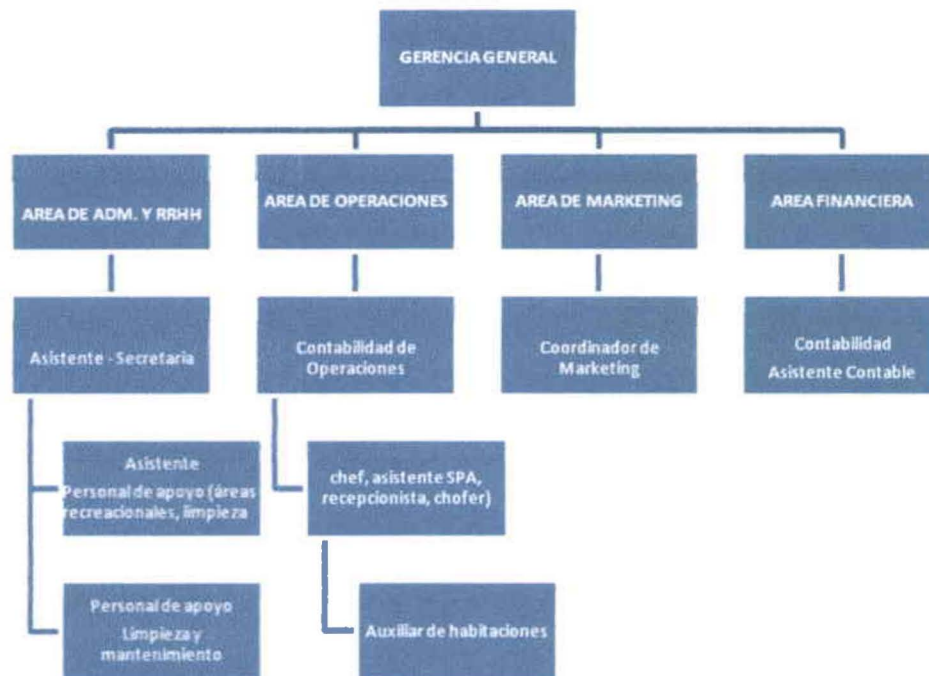 GERENCIA GENERAL
AREA DE ADM. Y RRHH
AREA DE OPERACIONES
AREA DE MARKETING
AREA FINANCIERA
Asistente - Secretaria
Contabilidad de
Operaciones
Coordinador de
Marketing
Contabilidad
Asistente Contable
Asistente
Personal de apoyo (áreas
recreacionales, limpieza
chef, asistente SPA,
recepcionista, chofer)
Personal de apoyo
Limpieza y
mantenimiento
Auxiliar de habitaciones